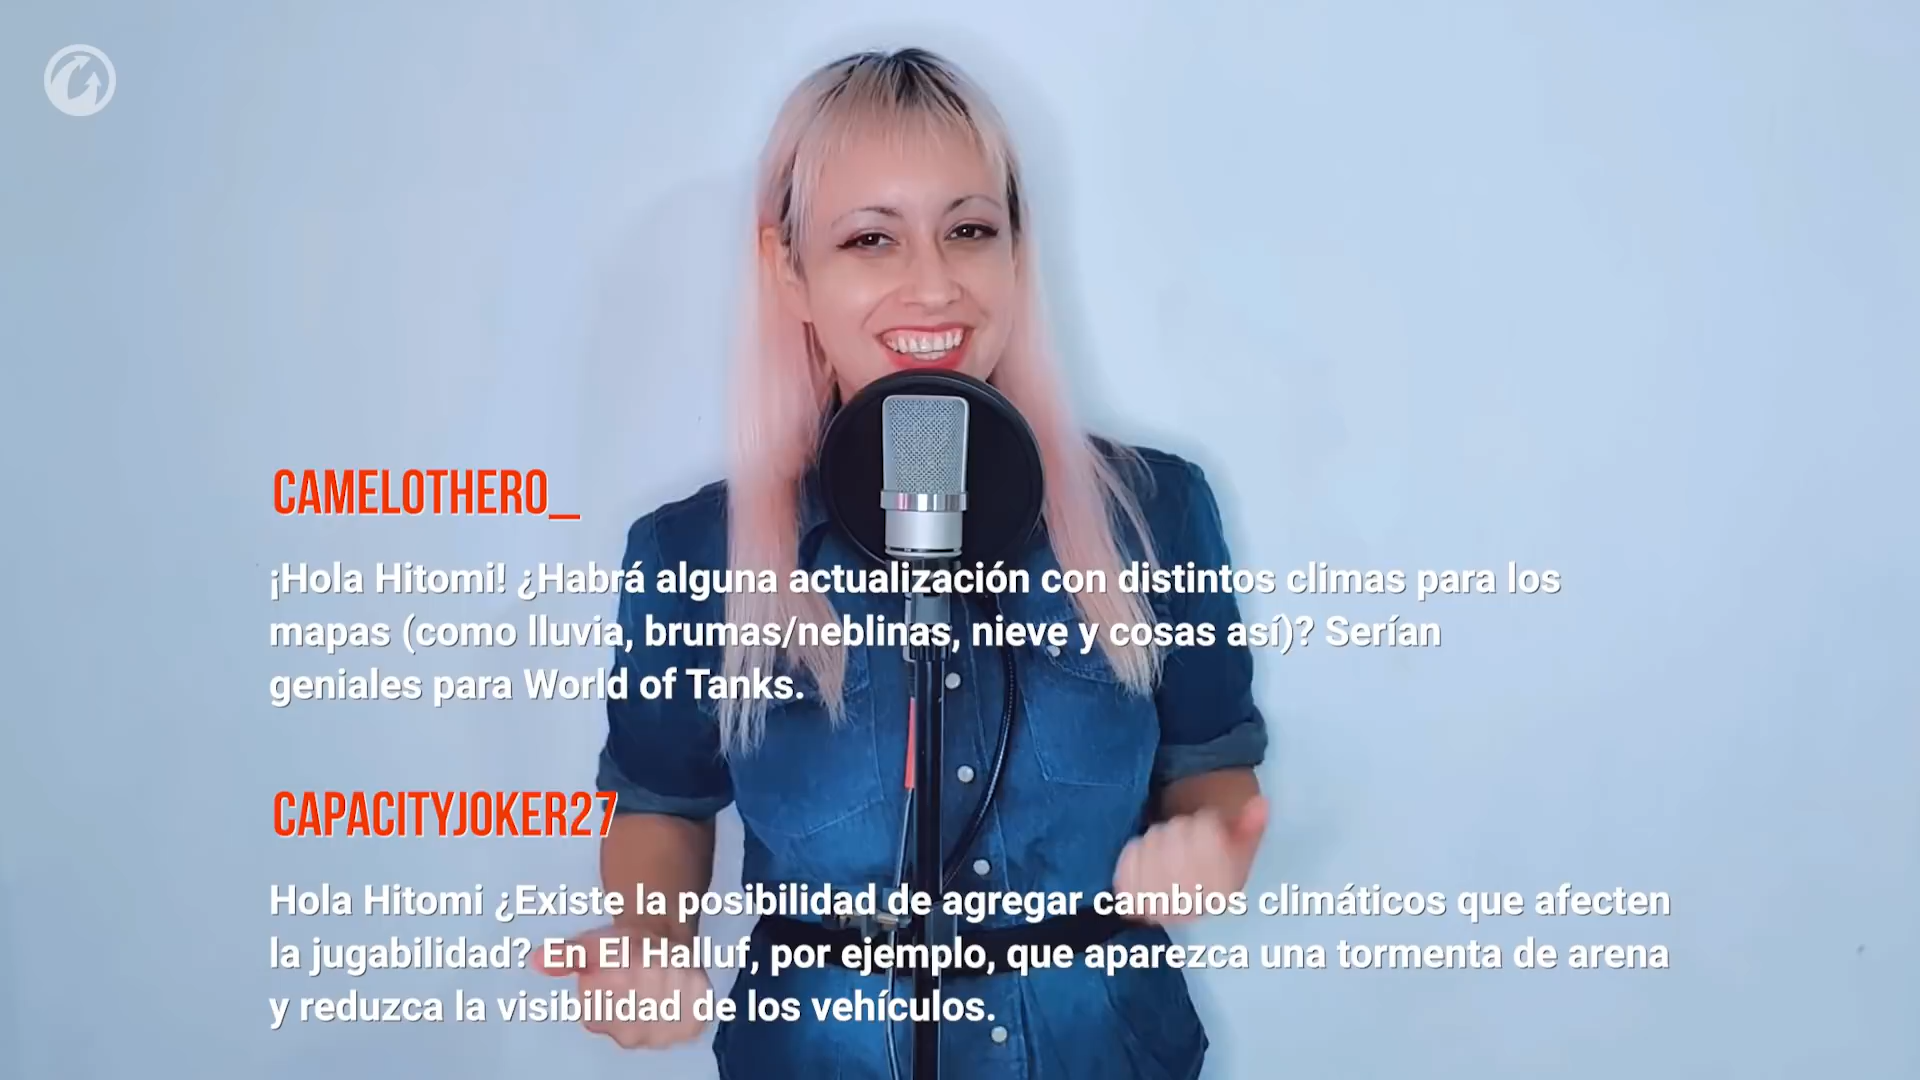 CAMELOTHERO_
¡Hola Hitomi! ¿Habrá alguna actualización con distintos climas para los
mapas (como lluvia, brumas/neblinas, nieve y cosas así)? Serían
geniales para World of Tanks.
CAPACITYJOKER27
Hola Hitomi ¿Existe la posibilidad de agregar cambios climáticos que afecten
la jugabilidad? En El Halluf, por ejemplo, que aparezca una tormenta de arena
y reduzca la visibilidad de los vehículos.